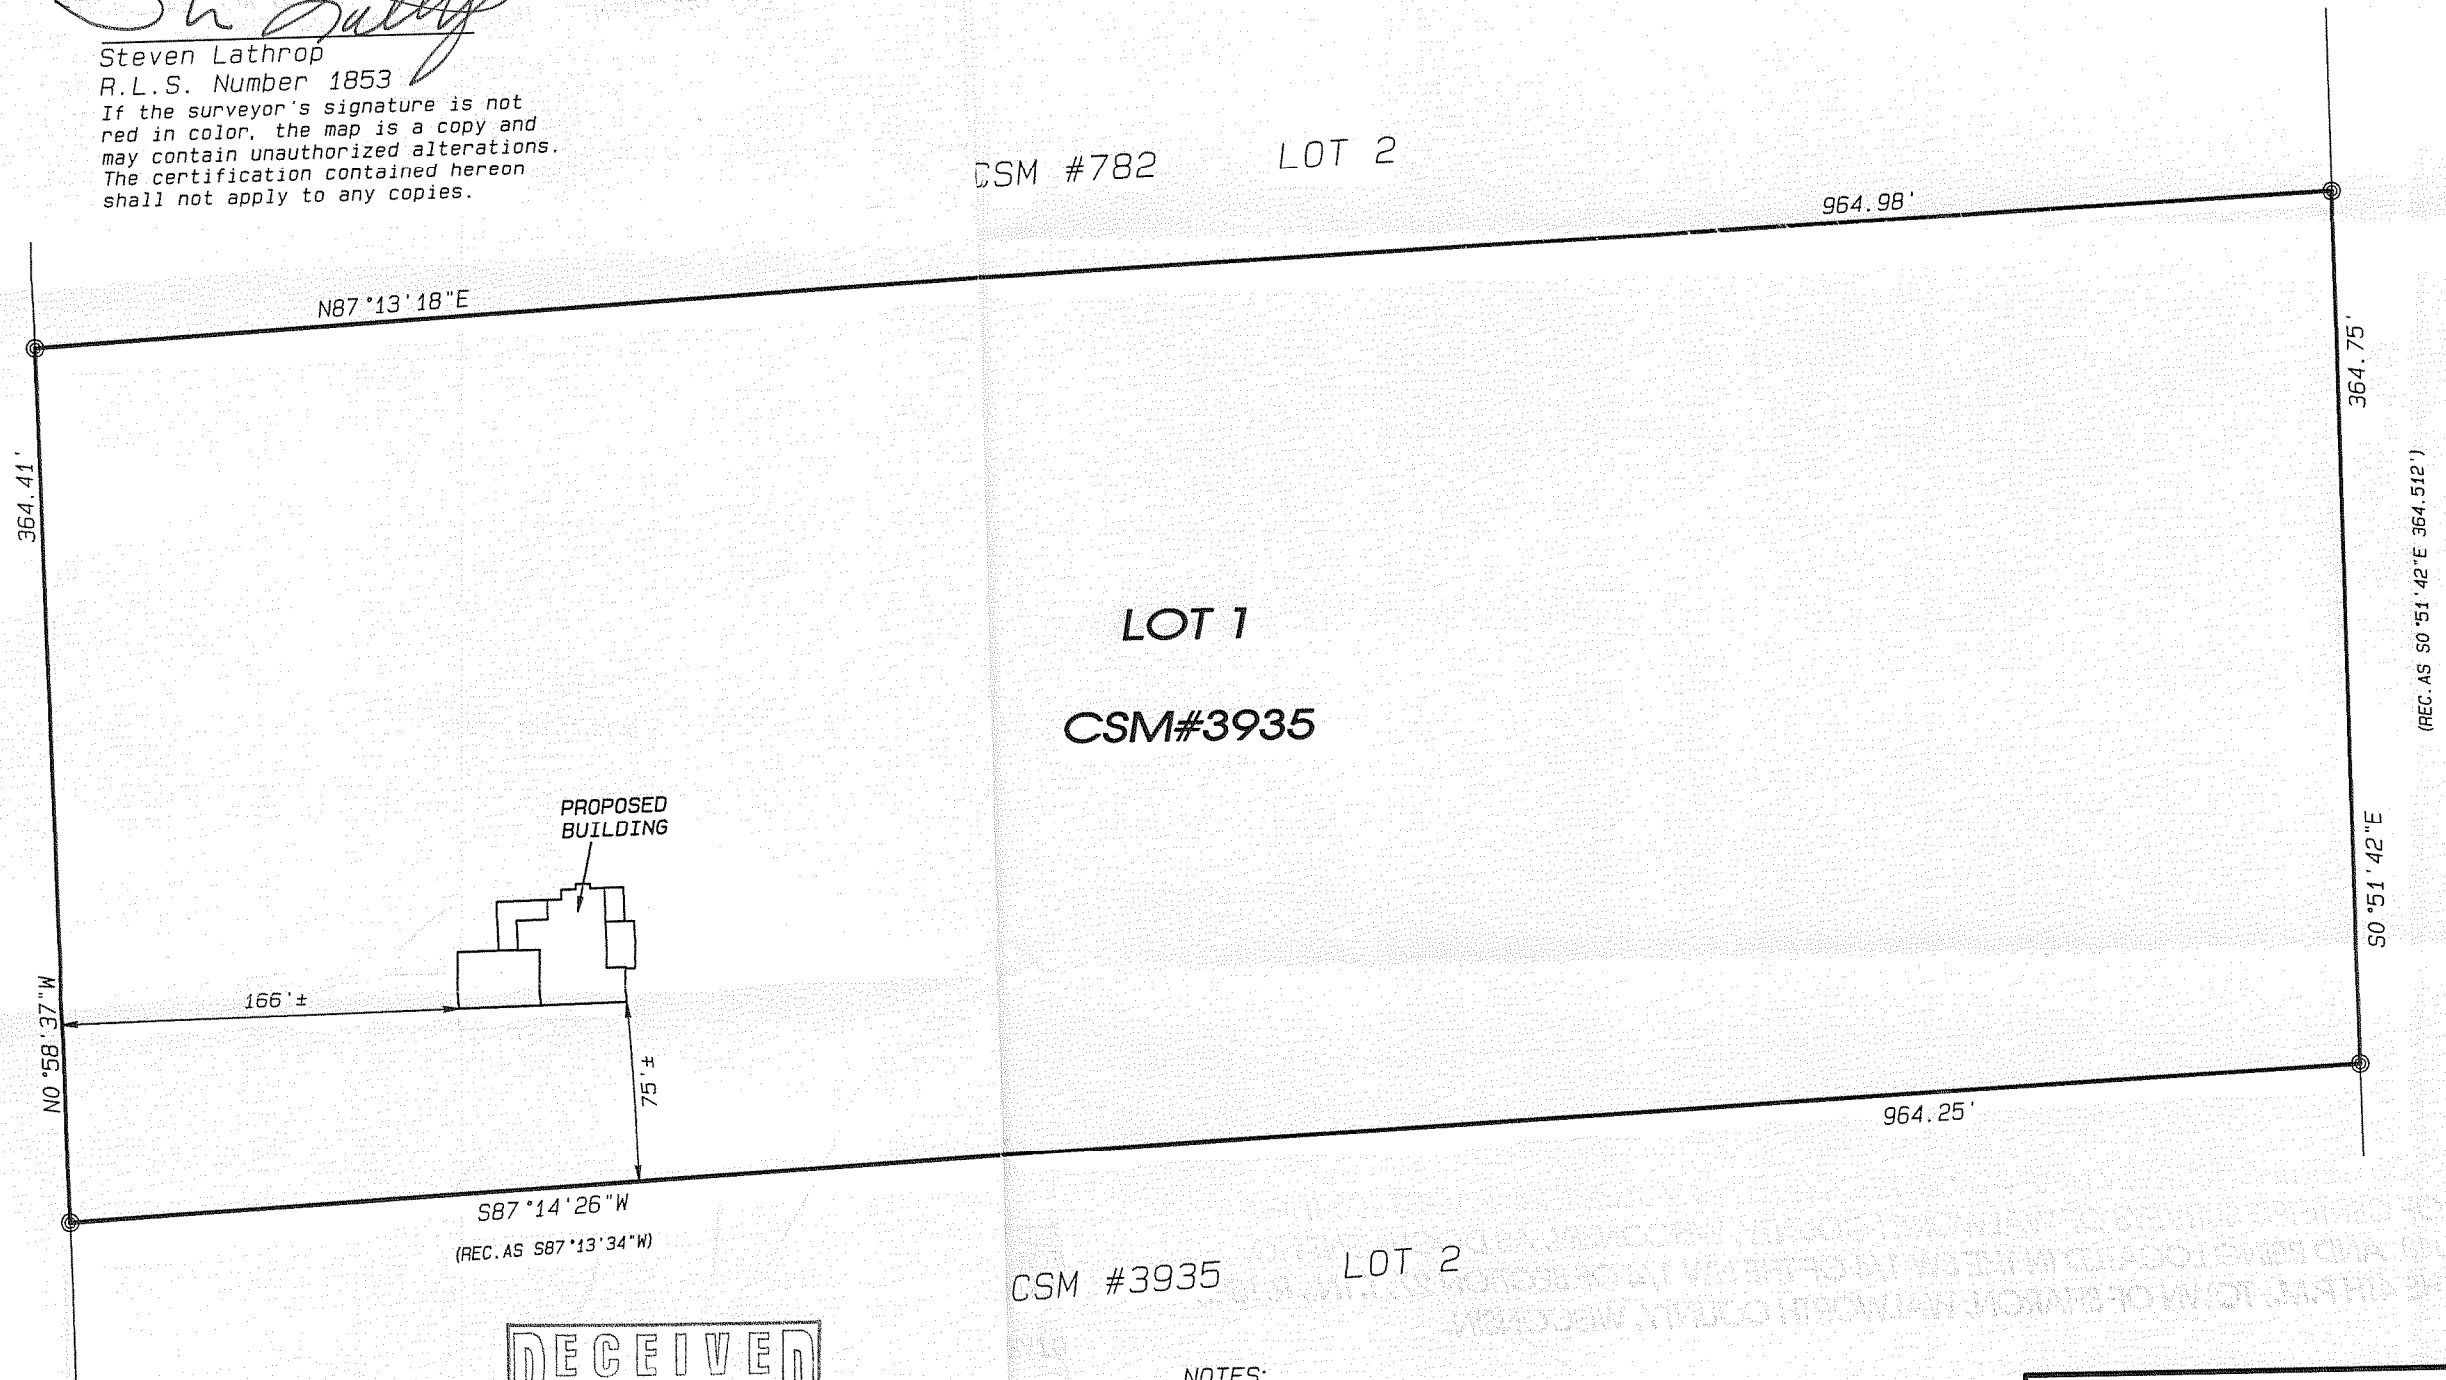 Steven Lathrop
R.L.S. Number 1853
If the surveyor's signature is not
red in color, the map is a copy and
may contain unauthorized alterations.
The certification contained hereon
shall not apply to any copies.
CSM #782 LOT 2
964.98'
N87°13'18"E
364.41'
364.75'
(REC.AS S0°51'42"E 364.512')
LOT 1
CSM#3935
PROPOSED
BUILDING
166'±
75'±
N0°58'37"W
S0°51'42"E
964.25'
S87°14'26"W
(REC.AS S87°13'34"W)
CSM #3935 LOT 2
RECEIVED
NOTES: